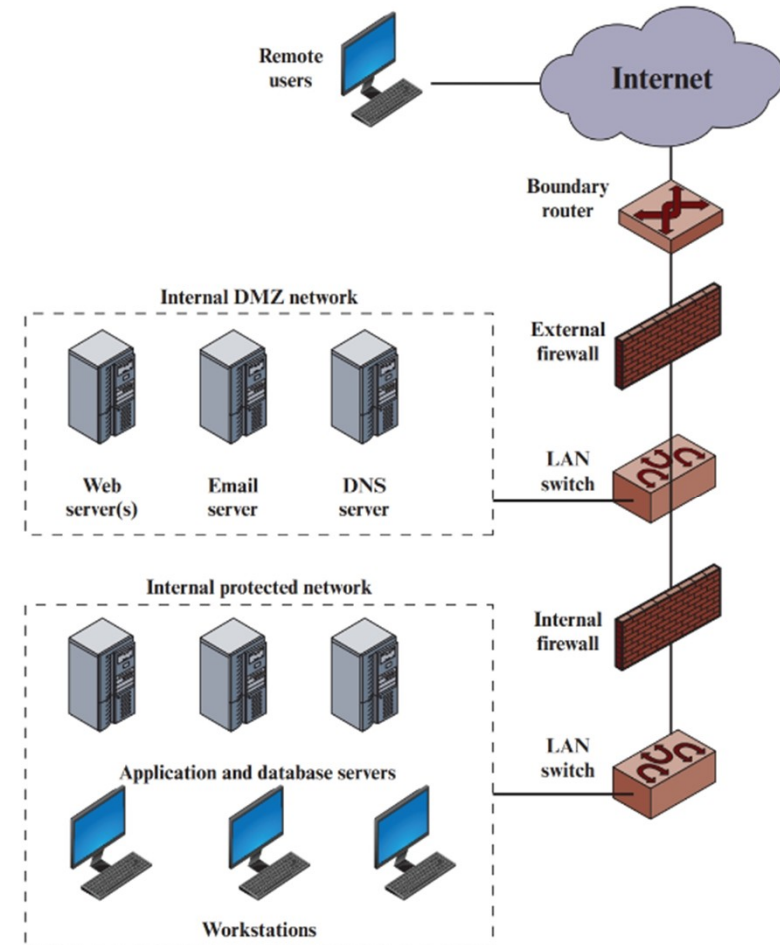 Remote
users
Internet
Boundary
router
Internal DMZ network
External
firewall
Web
server(s)
Email
server
DNS
server
LAN
switch
Internal protected network
Internal
firewall
Application and database servers
LAN
switch
Workstations